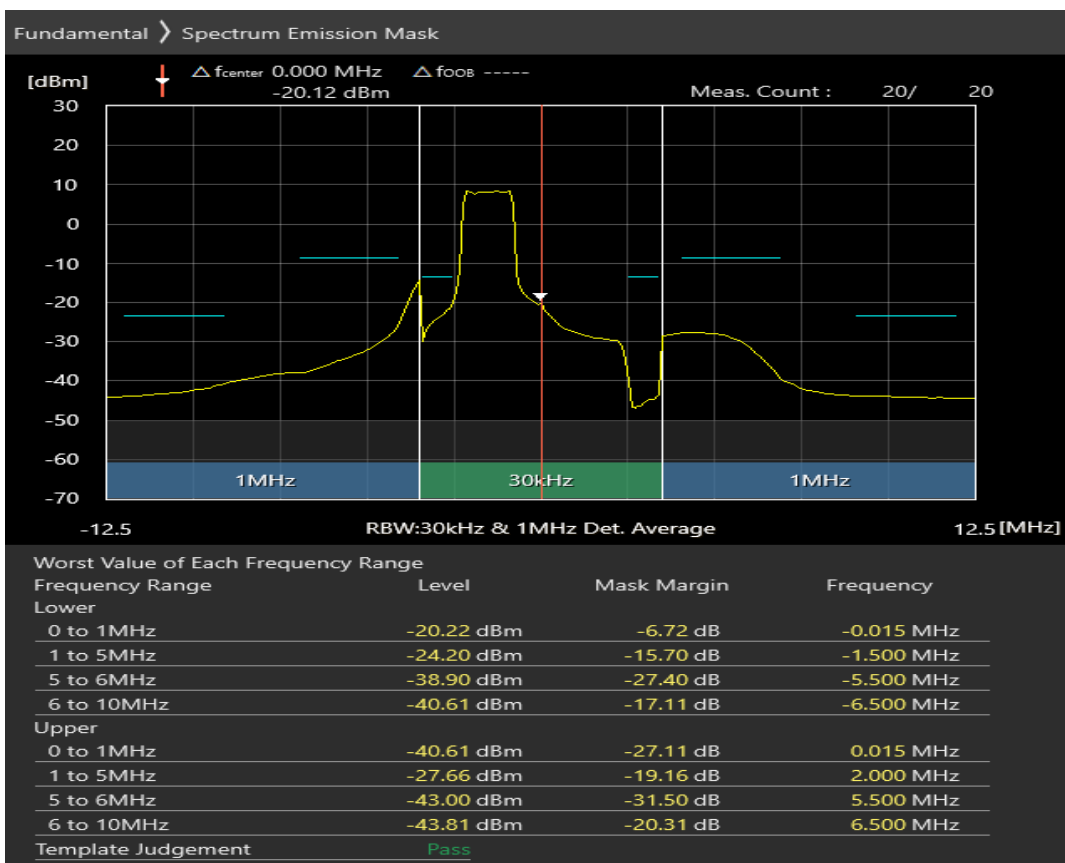 Fundamental ❯ Spectrum Emission Mask
△ fcenter 0.000 MHz △ fOOB -----
[dBm] -20.12 dBm Meas. Count : 20/ 20
30
20
10
0
-10
-20
-30
-40
-50
-60
1MHz 30kHz 1MHz
-70
-12.5 RBW:30kHz & 1MHz Det. Average 12.5 [MHz]
Worst Value of Each Frequency Range
Frequency Range Level Mask Margin Frequency
Lower
0 to 1MHz -20.22 dBm -6.72 dB -0.015 MHz
1 to 5MHz -24.20 dBm -15.70 dB -1.500 MHz
5 to 6MHz -38.90 dBm -27.40 dB -5.500 MHz
6 to 10MHz -40.61 dBm -17.11 dB -6.500 MHz
Upper
0 to 1MHz -40.61 dBm -27.11 dB 0.015 MHz
1 to 5MHz -27.66 dBm -19.16 dB 2.000 MHz
5 to 6MHz -43.00 dBm -31.50 dB 5.500 MHz
6 to 10MHz -43.81 dBm -20.31 dB 6.500 MHz
Template Judgement Pass